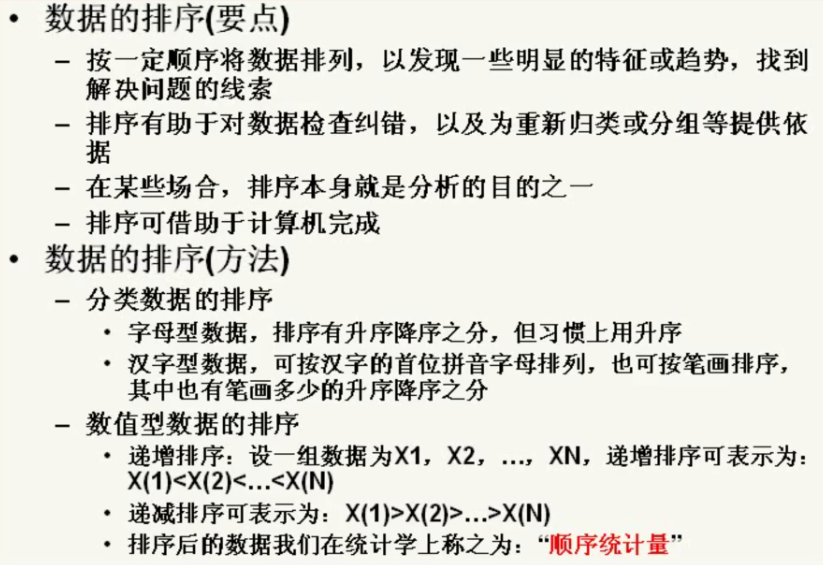 • 数据的排序(要点)
– 按一定顺序将数据排列，以发现一些明显的特征或趋势，找到
解决问题的线索
– 排序有助于对数据检查纠错，以及为重新归类或分组等提供依
据
– 在某些场合，排序本身就是分析的目的之一
– 排序可借助于计算机完成
• 数据的排序(方法)
– 分类数据的排序
• 字母型数据，排序有升序降序之分，但习惯上用升序
• 汉字型数据，可按汉字的首位拼音字母排列，也可按笔画排序，
其中也有笔画多少的升序降序之分
– 数值型数据的排序
• 递增排序：设一组数据为X1，X2，…，XN，递增排序可表示为：
X(1)<X(2)<…<X(N)
• 递减排序可表示为：X(1)>X(2)>…>X(N)
• 排序后的数据我们在统计学上称之为：“顺序统计量”